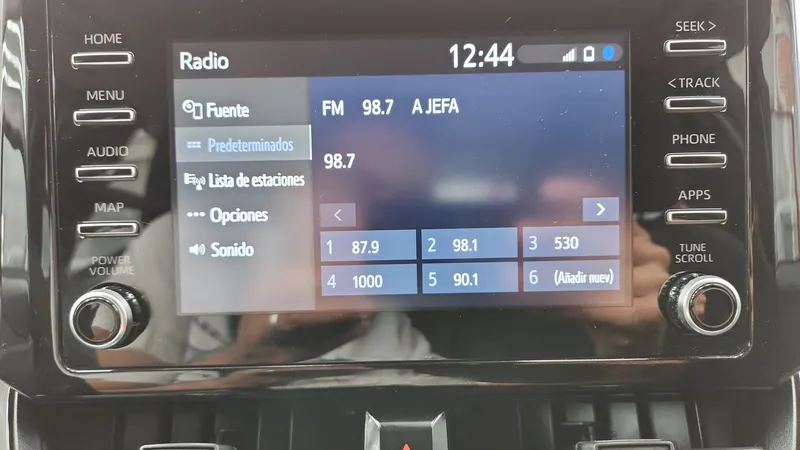 HOME
MENU
AUDIO
MAP
POWER
VOLUME
Radio
12:44
Fuente
Predeterminados
Lista de estaciones
Opciones
Sonido
FM 98.7 A JEFA
98.7
<
>
1 87.9
2 98.1
3 530
4 1000
5 90.1
6 (Añadir nuev)
SEEK >
< TRACK
PHONE
APPS
TUNE
SCROLL